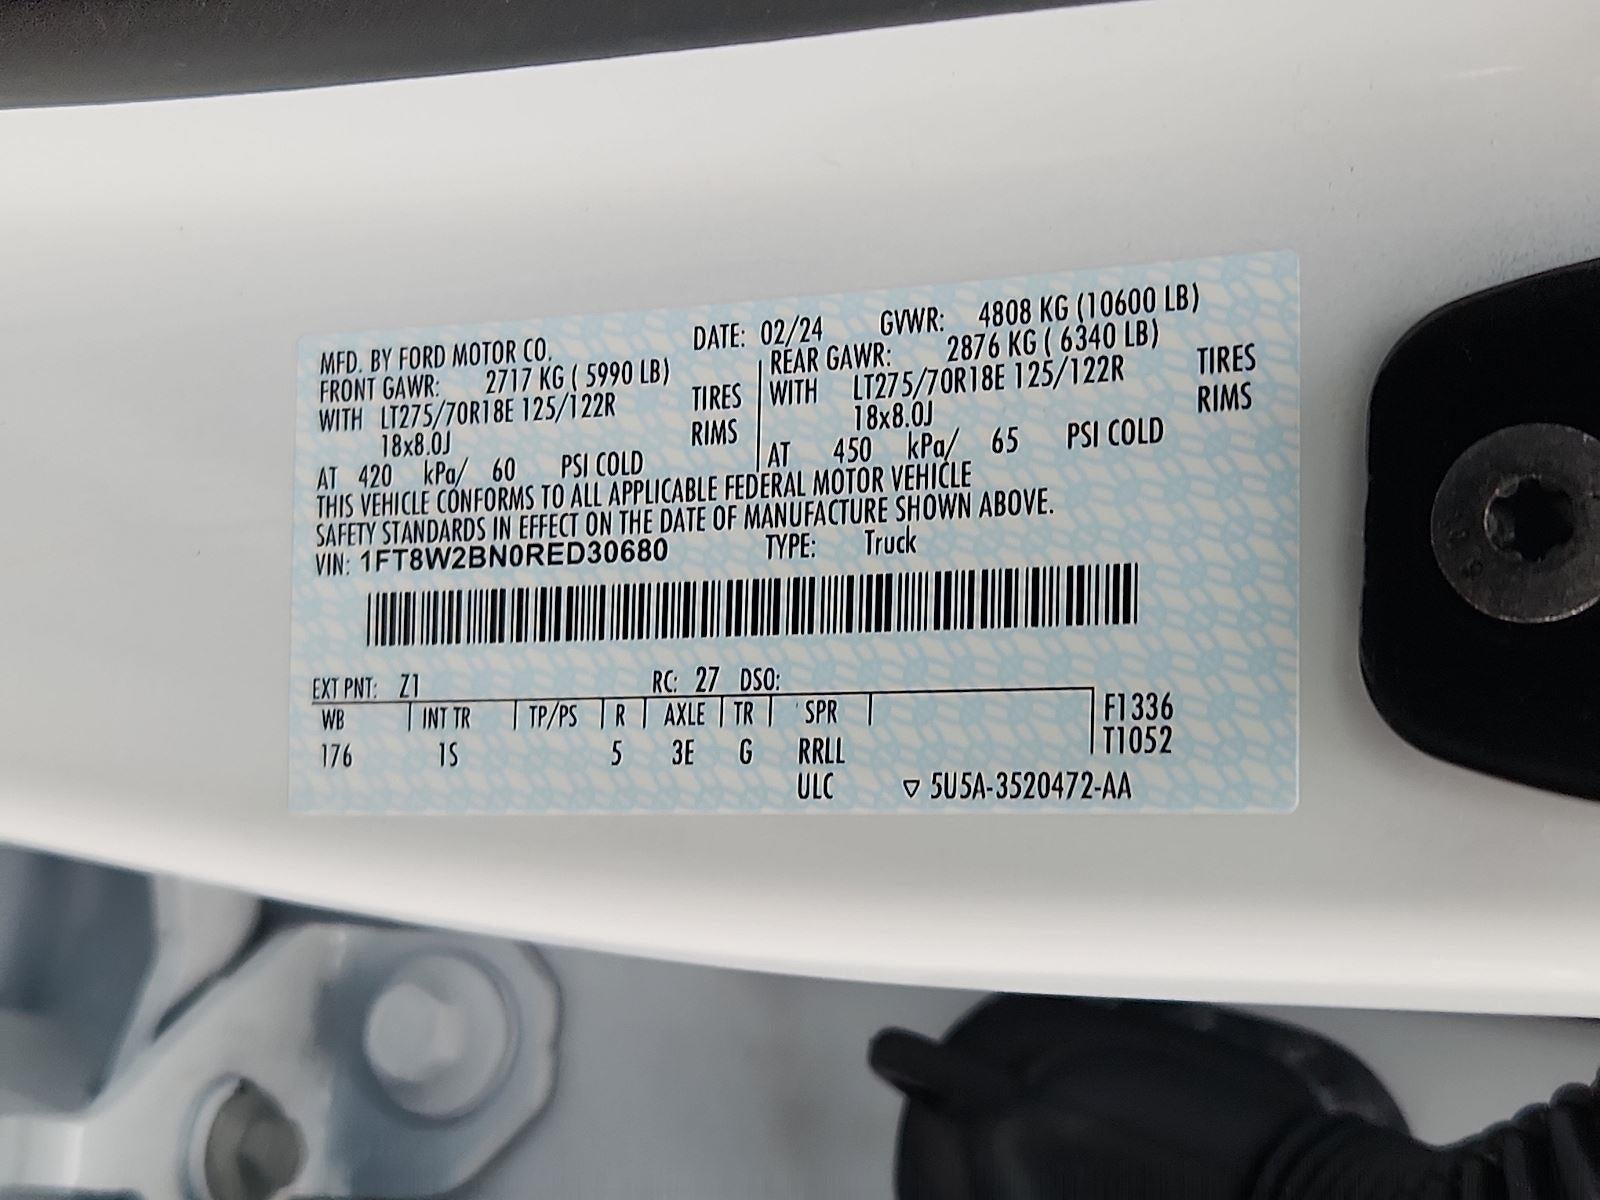 MFD. BY FORD MOTOR CO. DATE: 02/24 GVWR: 4808 KG (10600 LB)
FRONT GAWR: 2717 KG ( 5990 LB) REAR GAWR: 2876 KG ( 6340 LB)
WITH LT275/70R18E 125/122R TIRES WITH LT275/70R18E 125/122R TIRES
18x8.0J RIMS 18x8.0J RIMS
AT 420 kPa/ 60 PSI COLD AT 450 kPa/ 65 PSI COLD
THIS VEHICLE CONFORMS TO ALL APPLICABLE FEDERAL MOTOR VEHICLE
SAFETY STANDARDS IN EFFECT ON THE DATE OF MANUFACTURE SHOWN ABOVE.
VIN: 1FT8W2BN0RED30680 TYPE: Truck
EXT PNT: Z1 RC: 27 DSO:
WB INT TR TP/PS R AXLE TR SPR F1336
176 1S 5 3E G RRLL T1052
ULC ▽ 5U5A-3520472-AA